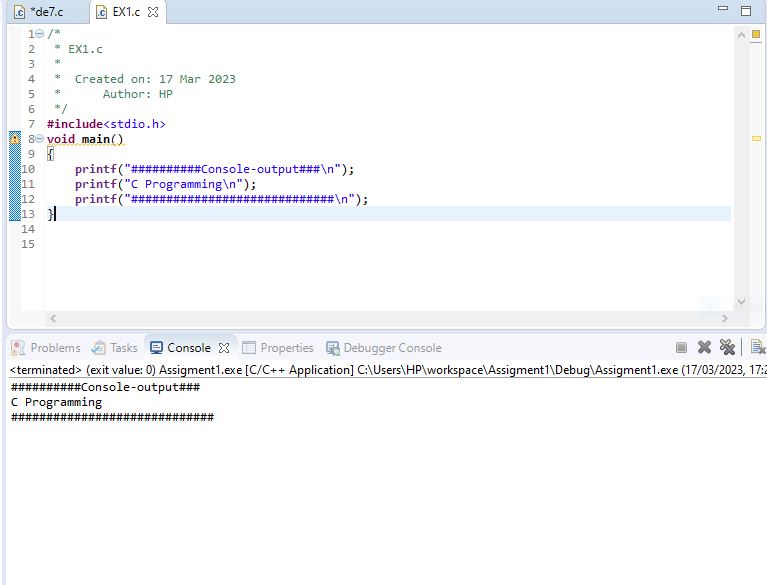 *de7.c EX1.c
1 /*
2 * EX1.c
3 *
4 *  Created on: 17 Mar 2023
5 *      Author: HP
6 */
7 #include<stdio.h>
8 void main()
9 {
10 printf("##########Console-output###\n");
11 printf("C Programming\n");
12 printf("#############################\n");
13 }
14
15
Problems Tasks Console Properties Debugger Console
<terminated> (exit value: 0) Assigment1.exe [C/C++ Application] C:\Users\HP\workspace\Assigment1\Debug\Assigment1.exe (17/03/2023, 17:2
##########Console-output###
C Programming
#############################